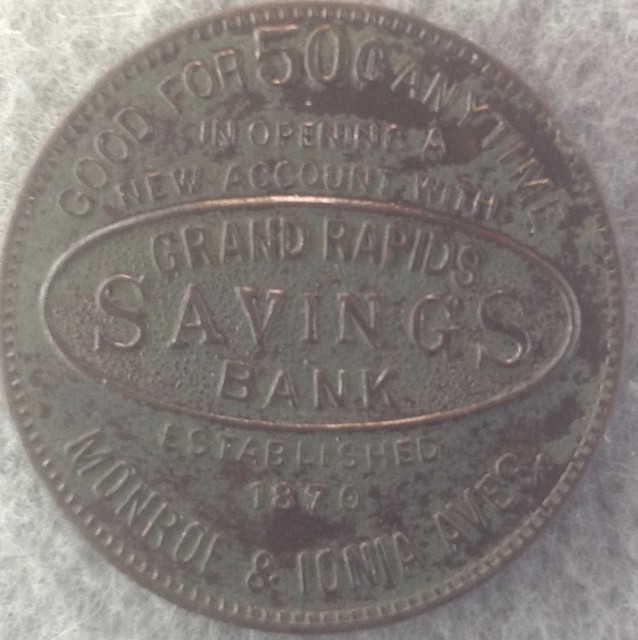 GOOD FOR 50¢ ANY TIME
IN OPENING A
NEW ACCOUNT WITH
GRAND RAPIDS
SAVINGS
BANK
ESTABLISHED
1870
MONROE & IONIA AVES.